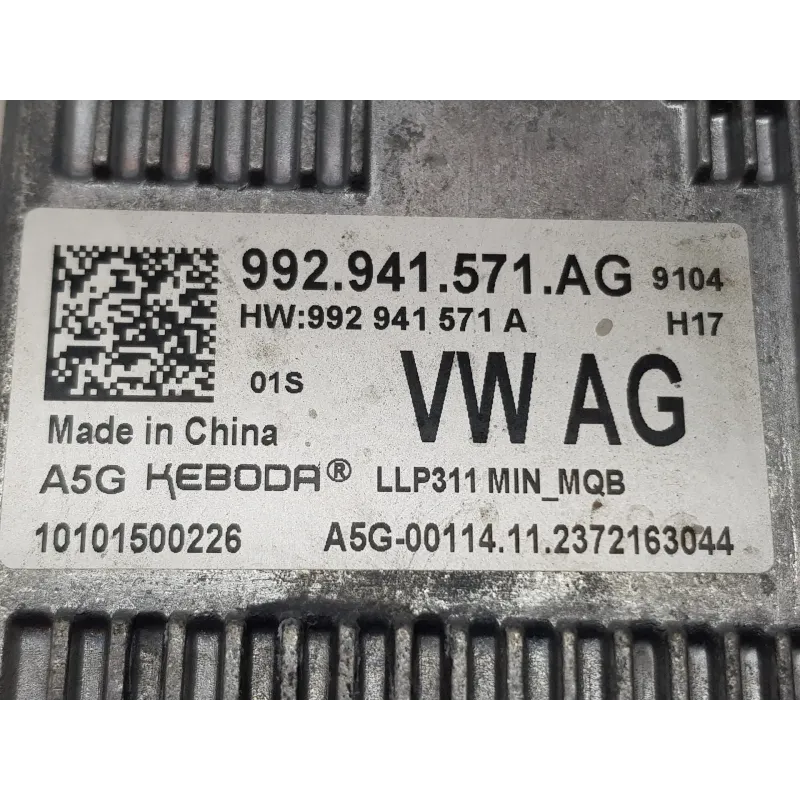 992.941.571.AG 9104
HW:992 941 571 A H17
01S VW AG
Made in China
A5G KEBODA® LLP311 MIN_MQB
10101500226 A5G-00114.11.2372163044